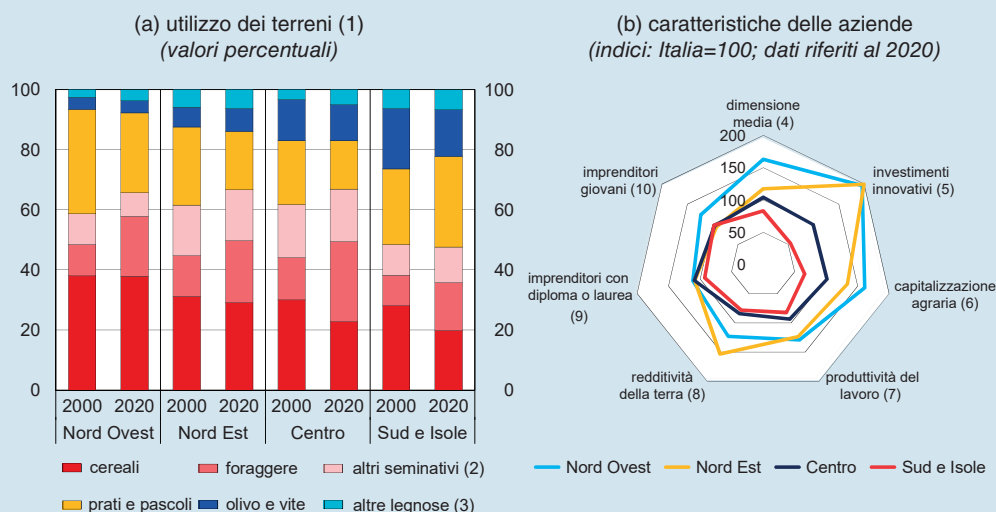 (a) utilizzo dei terreni (1)
(valori percentuali)
100
80
60
40
20
0
100
80
60
40
20
0
2000 2020 2000 2020 2000 2020 2000 2020
Nord Ovest Nord Est Centro Sud e Isole
cereali foraggere altri seminativi (2)
prati e pascoli olivo e vite altre legnose (3)
(b) caratteristiche delle aziende
(indici: Italia=100; dati riferiti al 2020)
dimensione
media (4)
200
150
100
50
0
investimenti
innovativi (5)
capitalizzazione
agraria (6)
produttività del
lavoro (7)
redditività
della terra (8)
imprenditori con
diploma o laurea
(9)
imprenditori
giovani (10)
Nord Ovest Nord Est Centro Sud e Isole